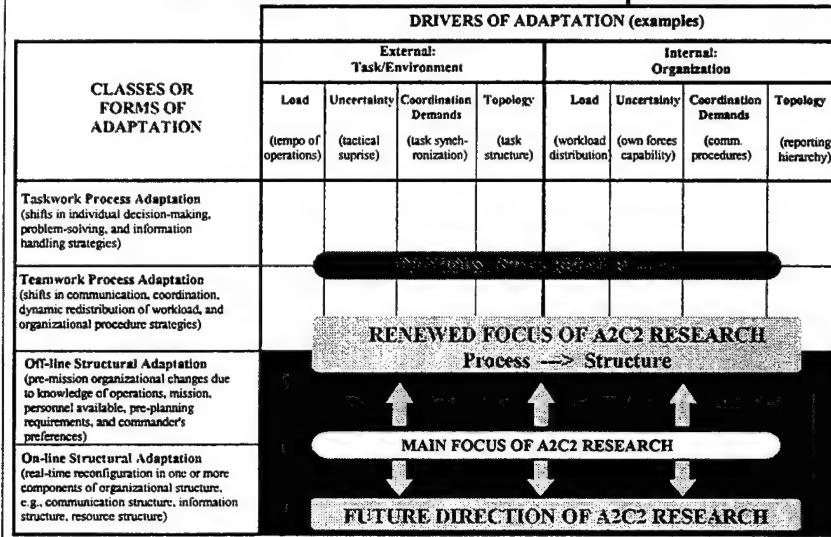 DRIVERS OF ADAPTATION (examples)
CLASSES OR
FORMS OF
ADAPTATION
External:
Task/Environment
Internal:
Organization
Load
(tempo of
operations)
Uncertainty
(tactical
suprise)
Coordination
Demands
(task synch-
ronization)
Topology
(task
structure)
Load
(workload
distribution)
Uncertainty
(own forces
capability)
Coordination
Demands
(comm.
procedures)
Topology
(reporting
hierarchy)
Taskwork Process Adaptation
(shifts in individual decision-making,
problem-solving, and information
handling strategies)
Teamwork Process Adaptation
(shifts in communication, coordination,
dynamic redistribution of workload, and
organizational procedure strategies)
RENEWED FOCUS OF A2C2 RESEARCH
Process —> Structure
Off-line Structural Adaptation
(pre-mission organizational changes due
to knowledge of operations, mission,
personnel available, pre-planning
requirements, and commander's
preferences)
MAIN FOCUS OF A2C2 RESEARCH
On-line Structural Adaptation
(real-time reconfiguration in one or more
components of organizational structure,
e.g., communication structure, information
structure, resource structure)
FUTURE DIRECTION OF A2C2 RESEARCH